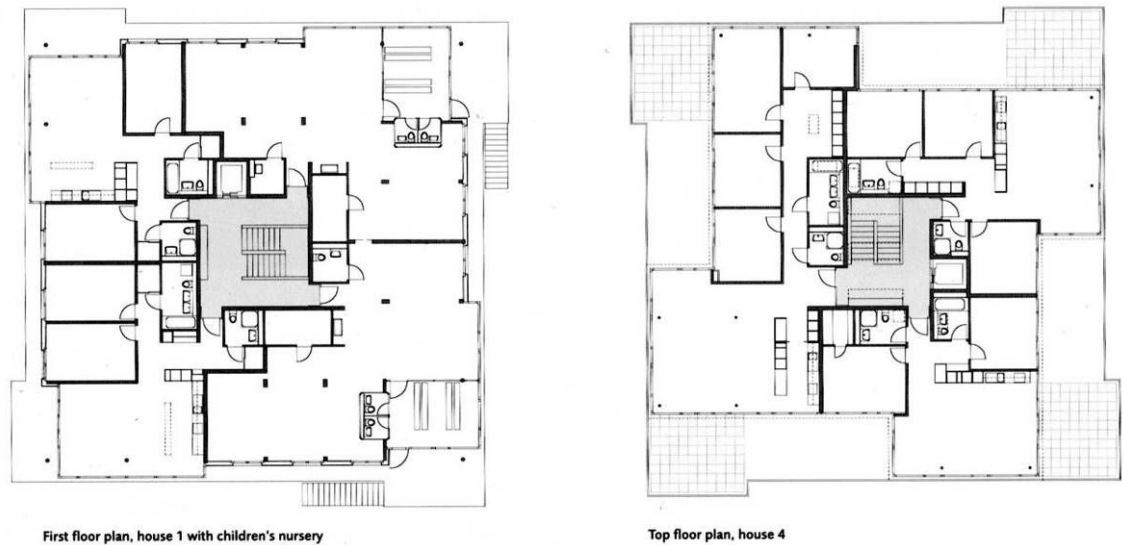 First floor plan, house 1 with children's nursery
Top floor plan, house 4